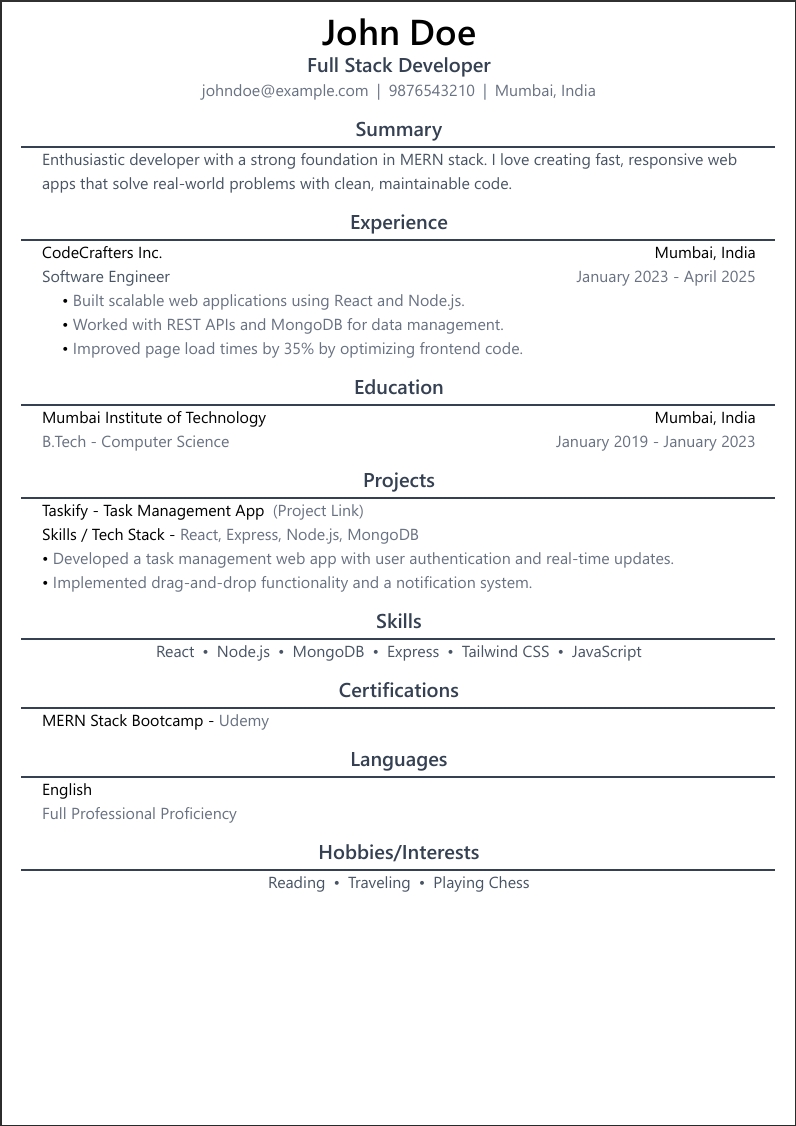 John Doe
Full Stack Developer
johndoe@example.com | 9876543210 | Mumbai, India
Summary
Enthusiastic developer with a strong foundation in MERN stack. I love creating fast, responsive web
apps that solve real-world problems with clean, maintainable code.
Experience
CodeCrafters Inc. Mumbai, India
Software Engineer January 2023 - April 2025
• Built scalable web applications using React and Node.js.
• Worked with REST APIs and MongoDB for data management.
• Improved page load times by 35% by optimizing frontend code.
Education
Mumbai Institute of Technology Mumbai, India
B.Tech - Computer Science January 2019 - January 2023
Projects
Taskify - Task Management App (Project Link)
Skills / Tech Stack - React, Express, Node.js, MongoDB
• Developed a task management web app with user authentication and real-time updates.
• Implemented drag-and-drop functionality and a notification system.
Skills
React • Node.js • MongoDB • Express • Tailwind CSS • JavaScript
Certifications
MERN Stack Bootcamp - Udemy
Languages
English
Full Professional Proficiency
Hobbies/Interests
Reading • Traveling • Playing Chess